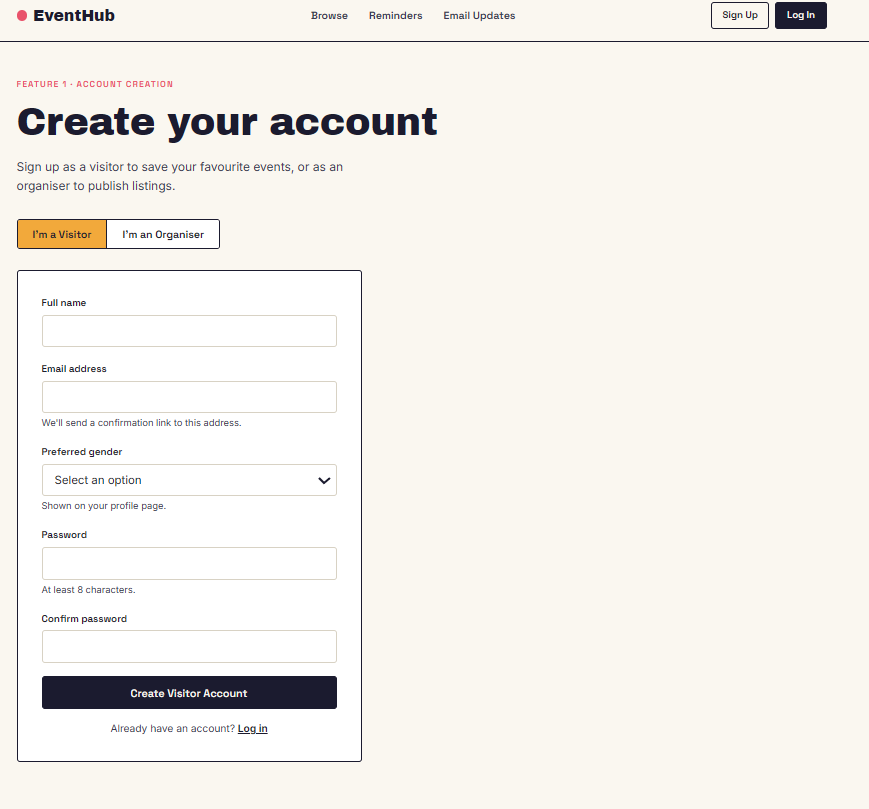 EventHub
Browse
Reminders
Email Updates
Sign Up
Log In
FEATURE 1 · ACCOUNT CREATION
Create your account
Sign up as a visitor to save your favourite events, or as an
organiser to publish listings.
I'm a Visitor
I'm an Organiser
Full name
Email address
We'll send a confirmation link to this address.
Preferred gender
Select an option
Shown on your profile page.
Password
At least 8 characters.
Confirm password
Create Visitor Account
Already have an account? Log in